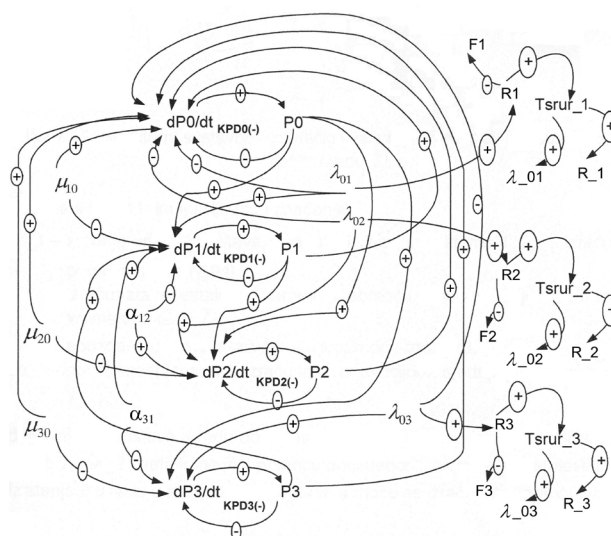 F1
R1
Tsrur_1
λ_01
R_1
dP0/dt KPD0(-) P0
μ10
λ01
λ02
dP1/dt KPD1(-) P1
R2
Tsrur_2
F2
λ_02
R_2
α12
μ20
dP2/dt KPD2(-) P2
α31
λ03
R3
Tsrur_3
μ30
dP3/dt KPD3(-) P3
F3
λ_03
R_3